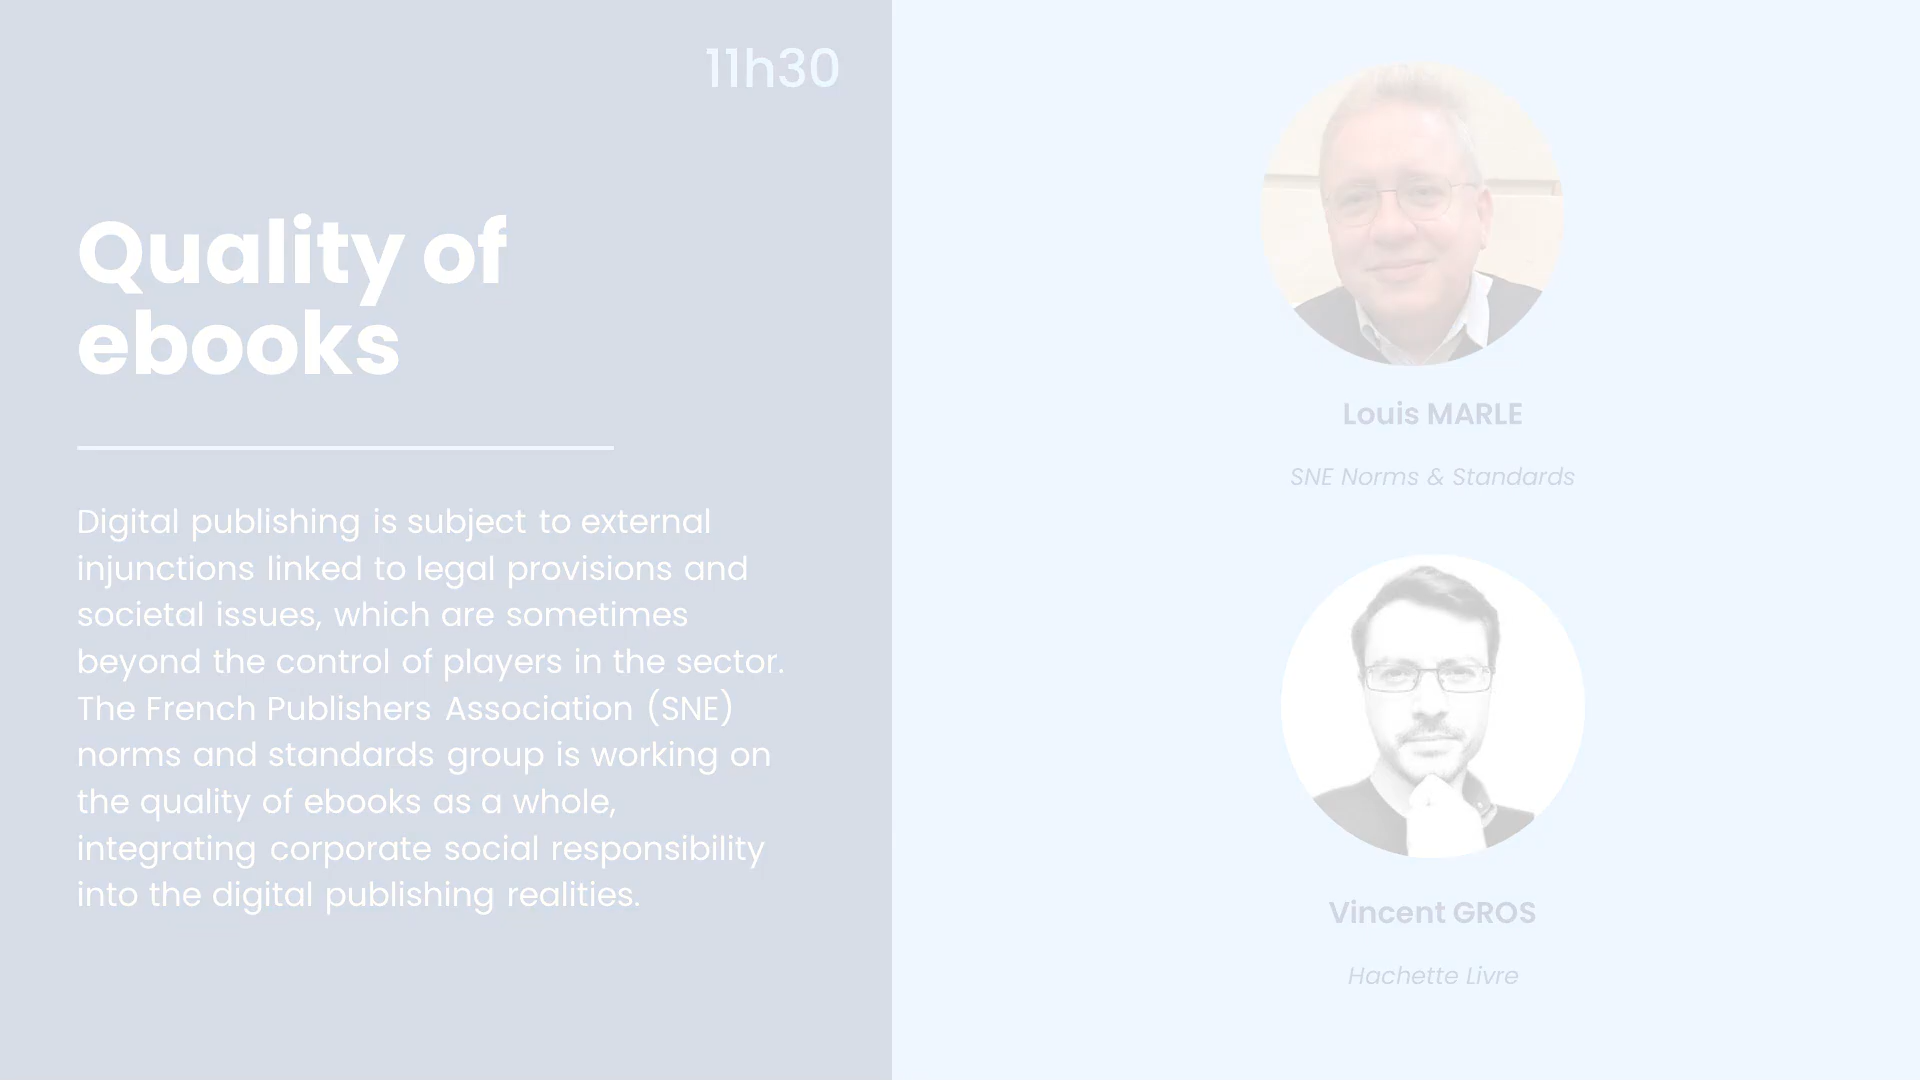 11h30
Quality of
ebooks
Digital publishing is subject to external
injunctions linked to legal provisions and
societal issues, which are sometimes
beyond the control of players in the sector.
The French Publishers Association (SNE)
norms and standards group is working on
the quality of ebooks as a whole,
integrating corporate social responsibility
into the digital publishing realities.
Louis MARLE
SNE Norms & Standards
Vincent GROS
Hachette Livre